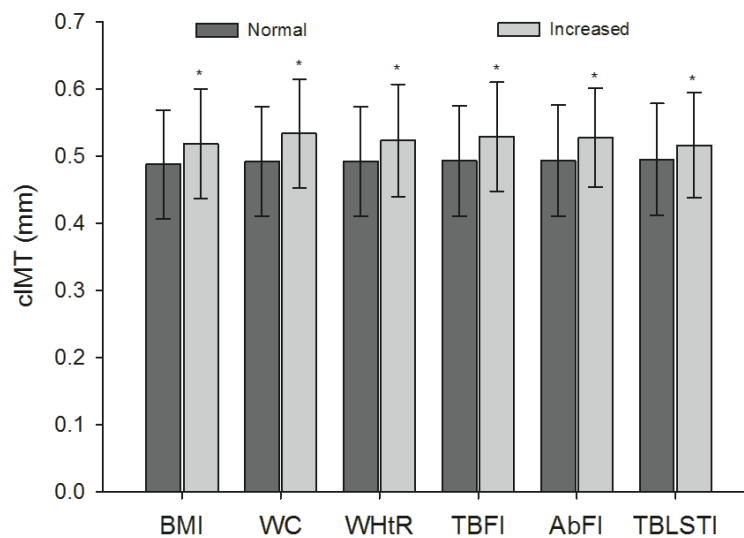 0.7
Normal
Increased
0.6
* * * * * *
0.5
0.4
0.3
0.2
0.1
0.0
cIMT (mm)
BMI WC WHtR TBFI AbFI TBLSTI